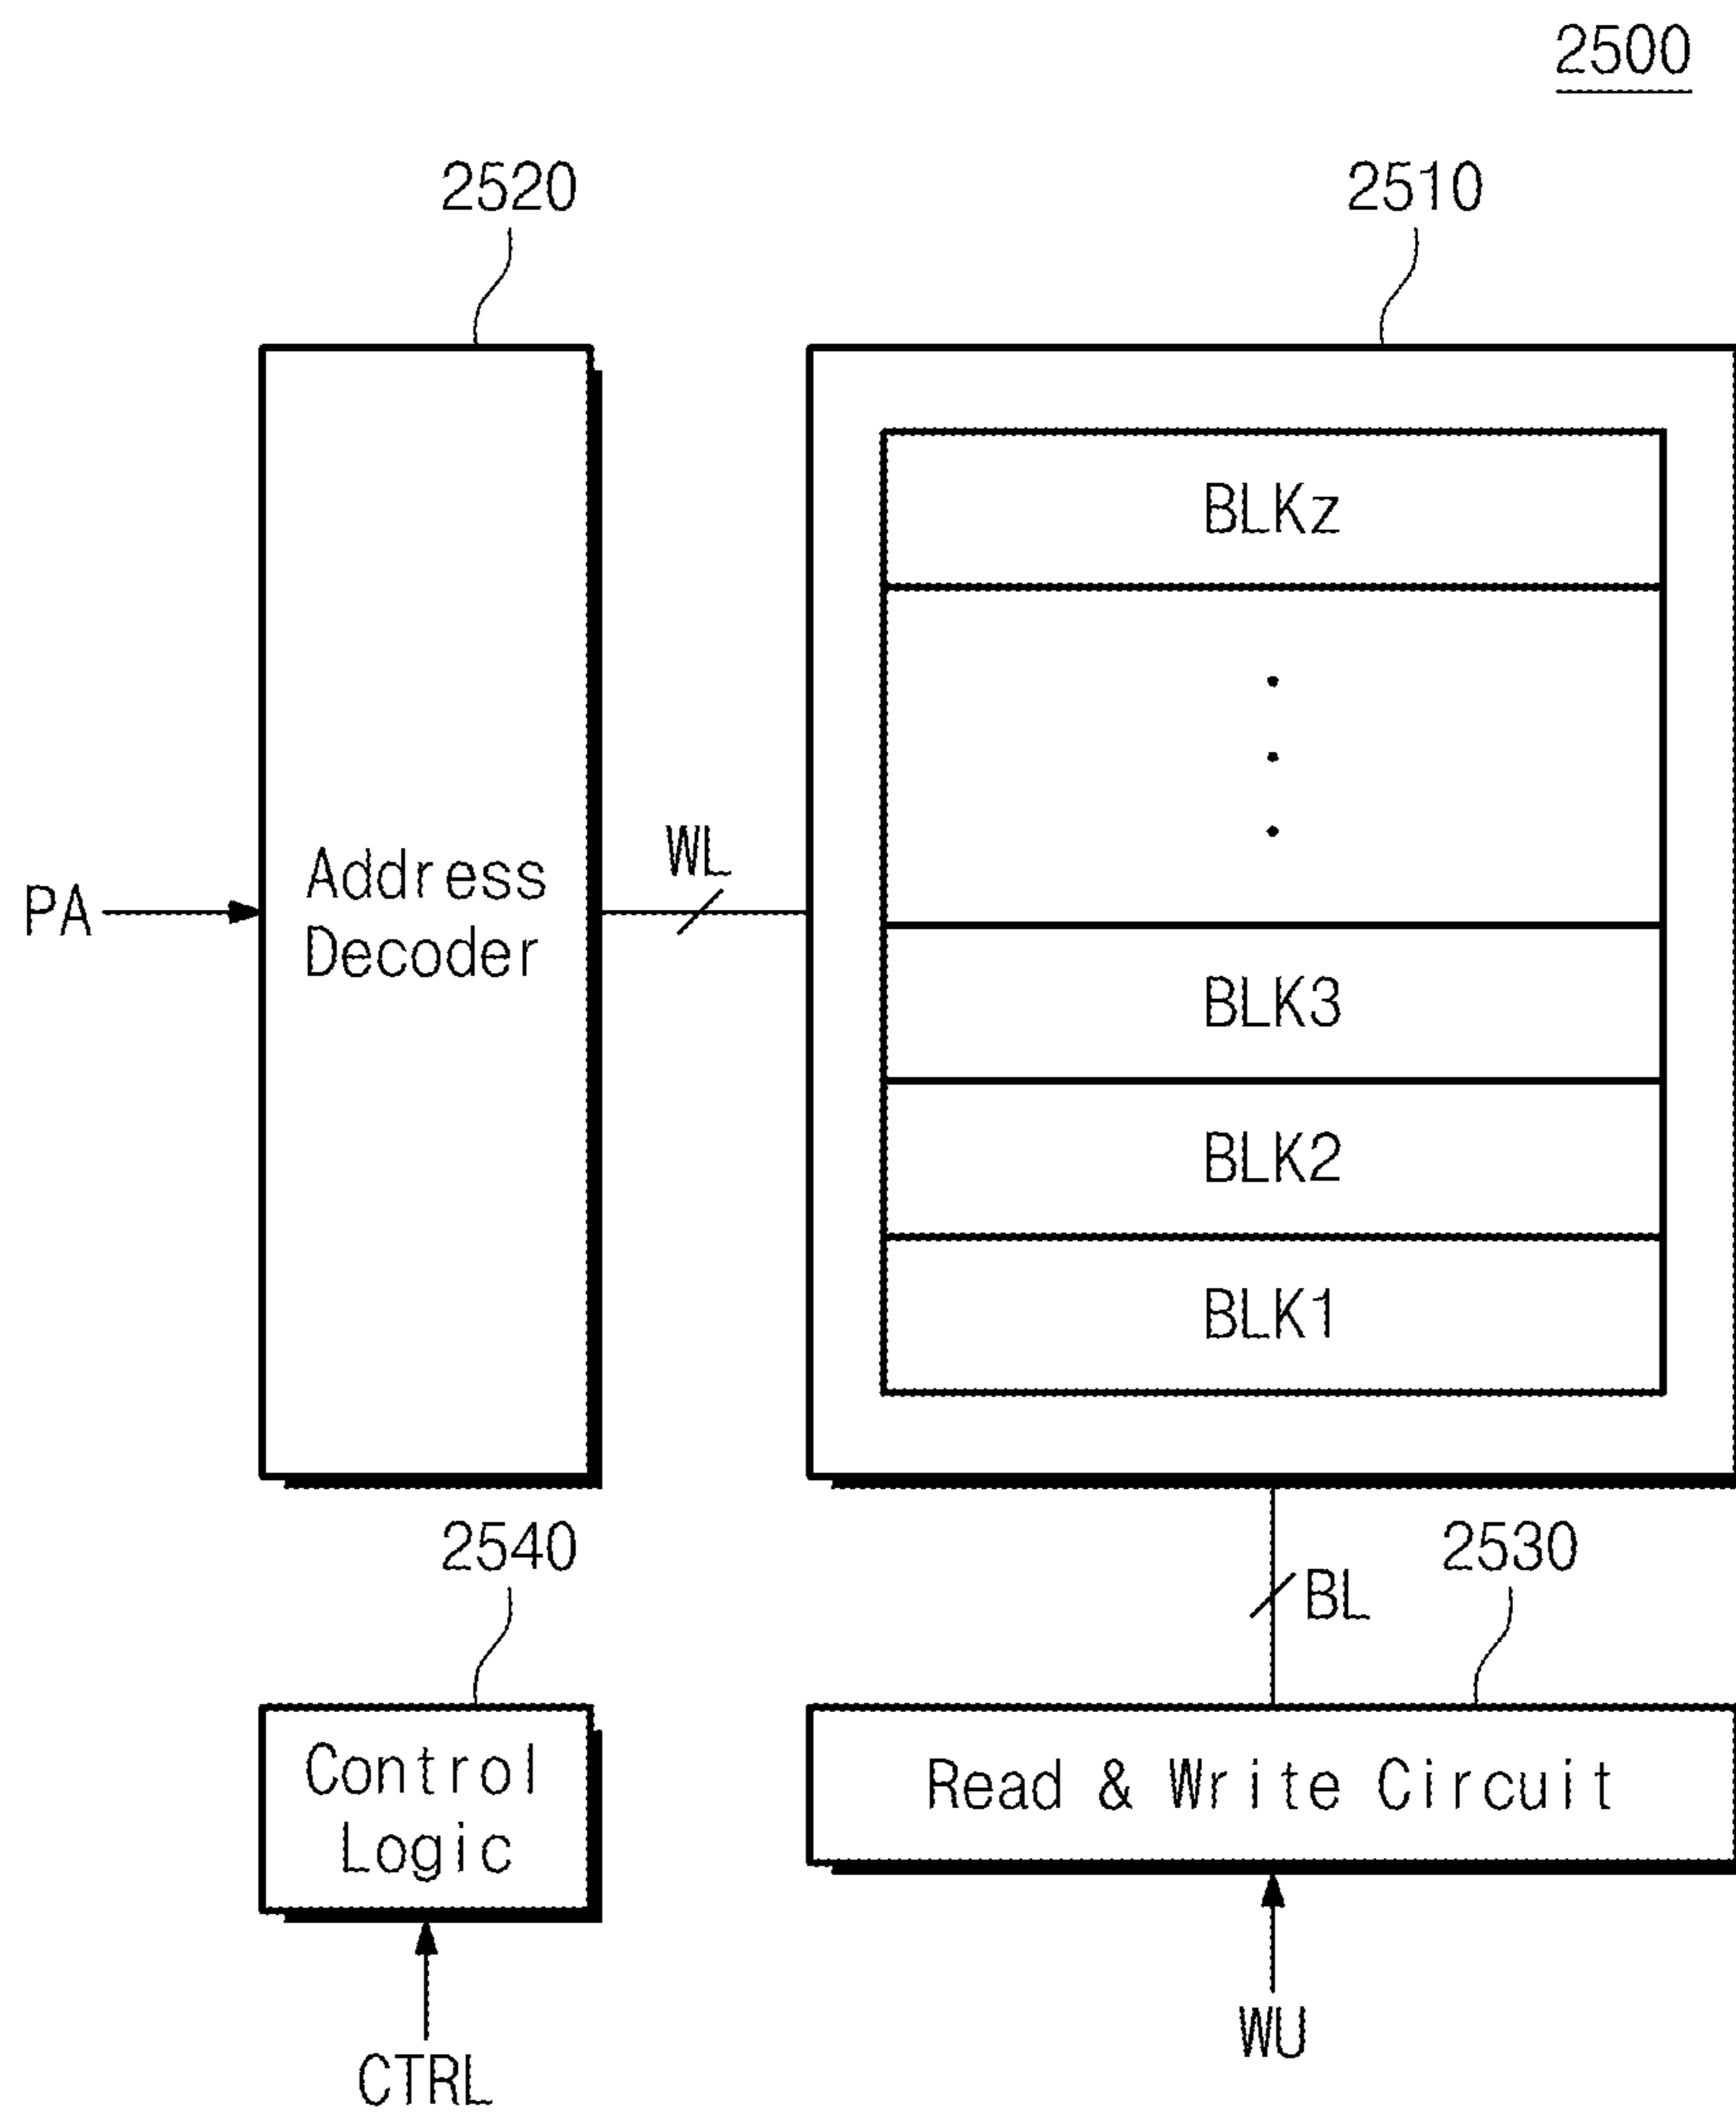 2500
2520
2510
BLKz
WL
PA
Address
Decoder
BLK3
BLK2
BLK1
2540
2530
BL
Control
Logic
Read & Write Circuit
CTRL
WU